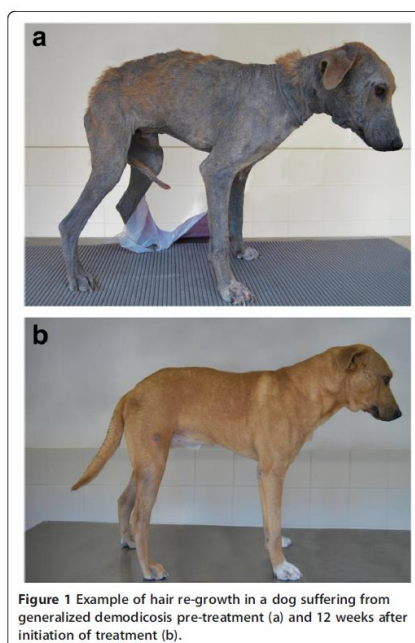 a
b
Figure 1 Example of hair re-growth in a dog suffering from
generalized demodicosis pre-treatment (a) and 12 weeks after
initiation of treatment (b).